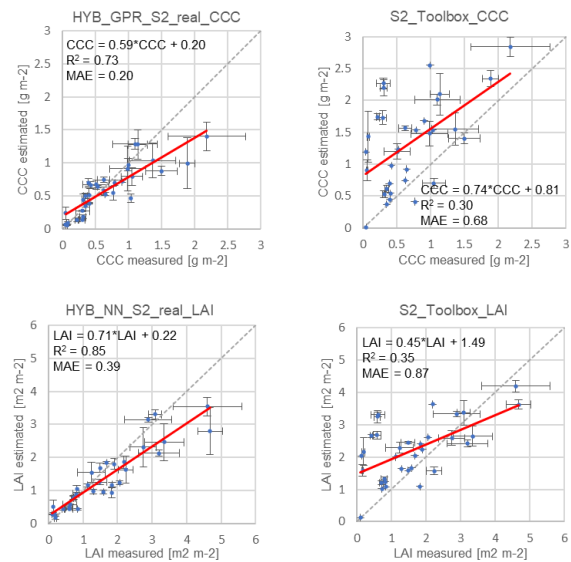 HYB_GPR_S2_real_CCC
3
CCC = 0.59*CCC + 0.20
R² = 0.73
MAE = 0.20
2.5
2
1.5
1
0.5
0
0 0.5 1 1.5 2 2.5 3
CCC estimated [g m-2]
CCC measured [g m-2]
S2_Toolbox_CCC
3
2.5
2
1.5
1
0.5
0
CCC = 0.74*CCC + 0.81
R² = 0.30
MAE = 0.68
0 0.5 1 1.5 2 2.5 3
CCC estimated [g m-2]
CCC measured [g m-2]
HYB_NN_S2_real_LAI
6
LAI = 0.71*LAI + 0.22
R² = 0.85
MAE = 0.39
5
4
3
2
1
0
0 1 2 3 4 5 6
LAI estimated [m2 m-2]
LAI measured [m2 m-2]
S2_Toolbox_LAI
6
LAI = 0.45*LAI + 1.49
R² = 0.35
MAE = 0.87
5
4
3
2
1
0
0 1 2 3 4 5 6
LAI estimated [m2 m-2]
LAI measured [m2 m-2]